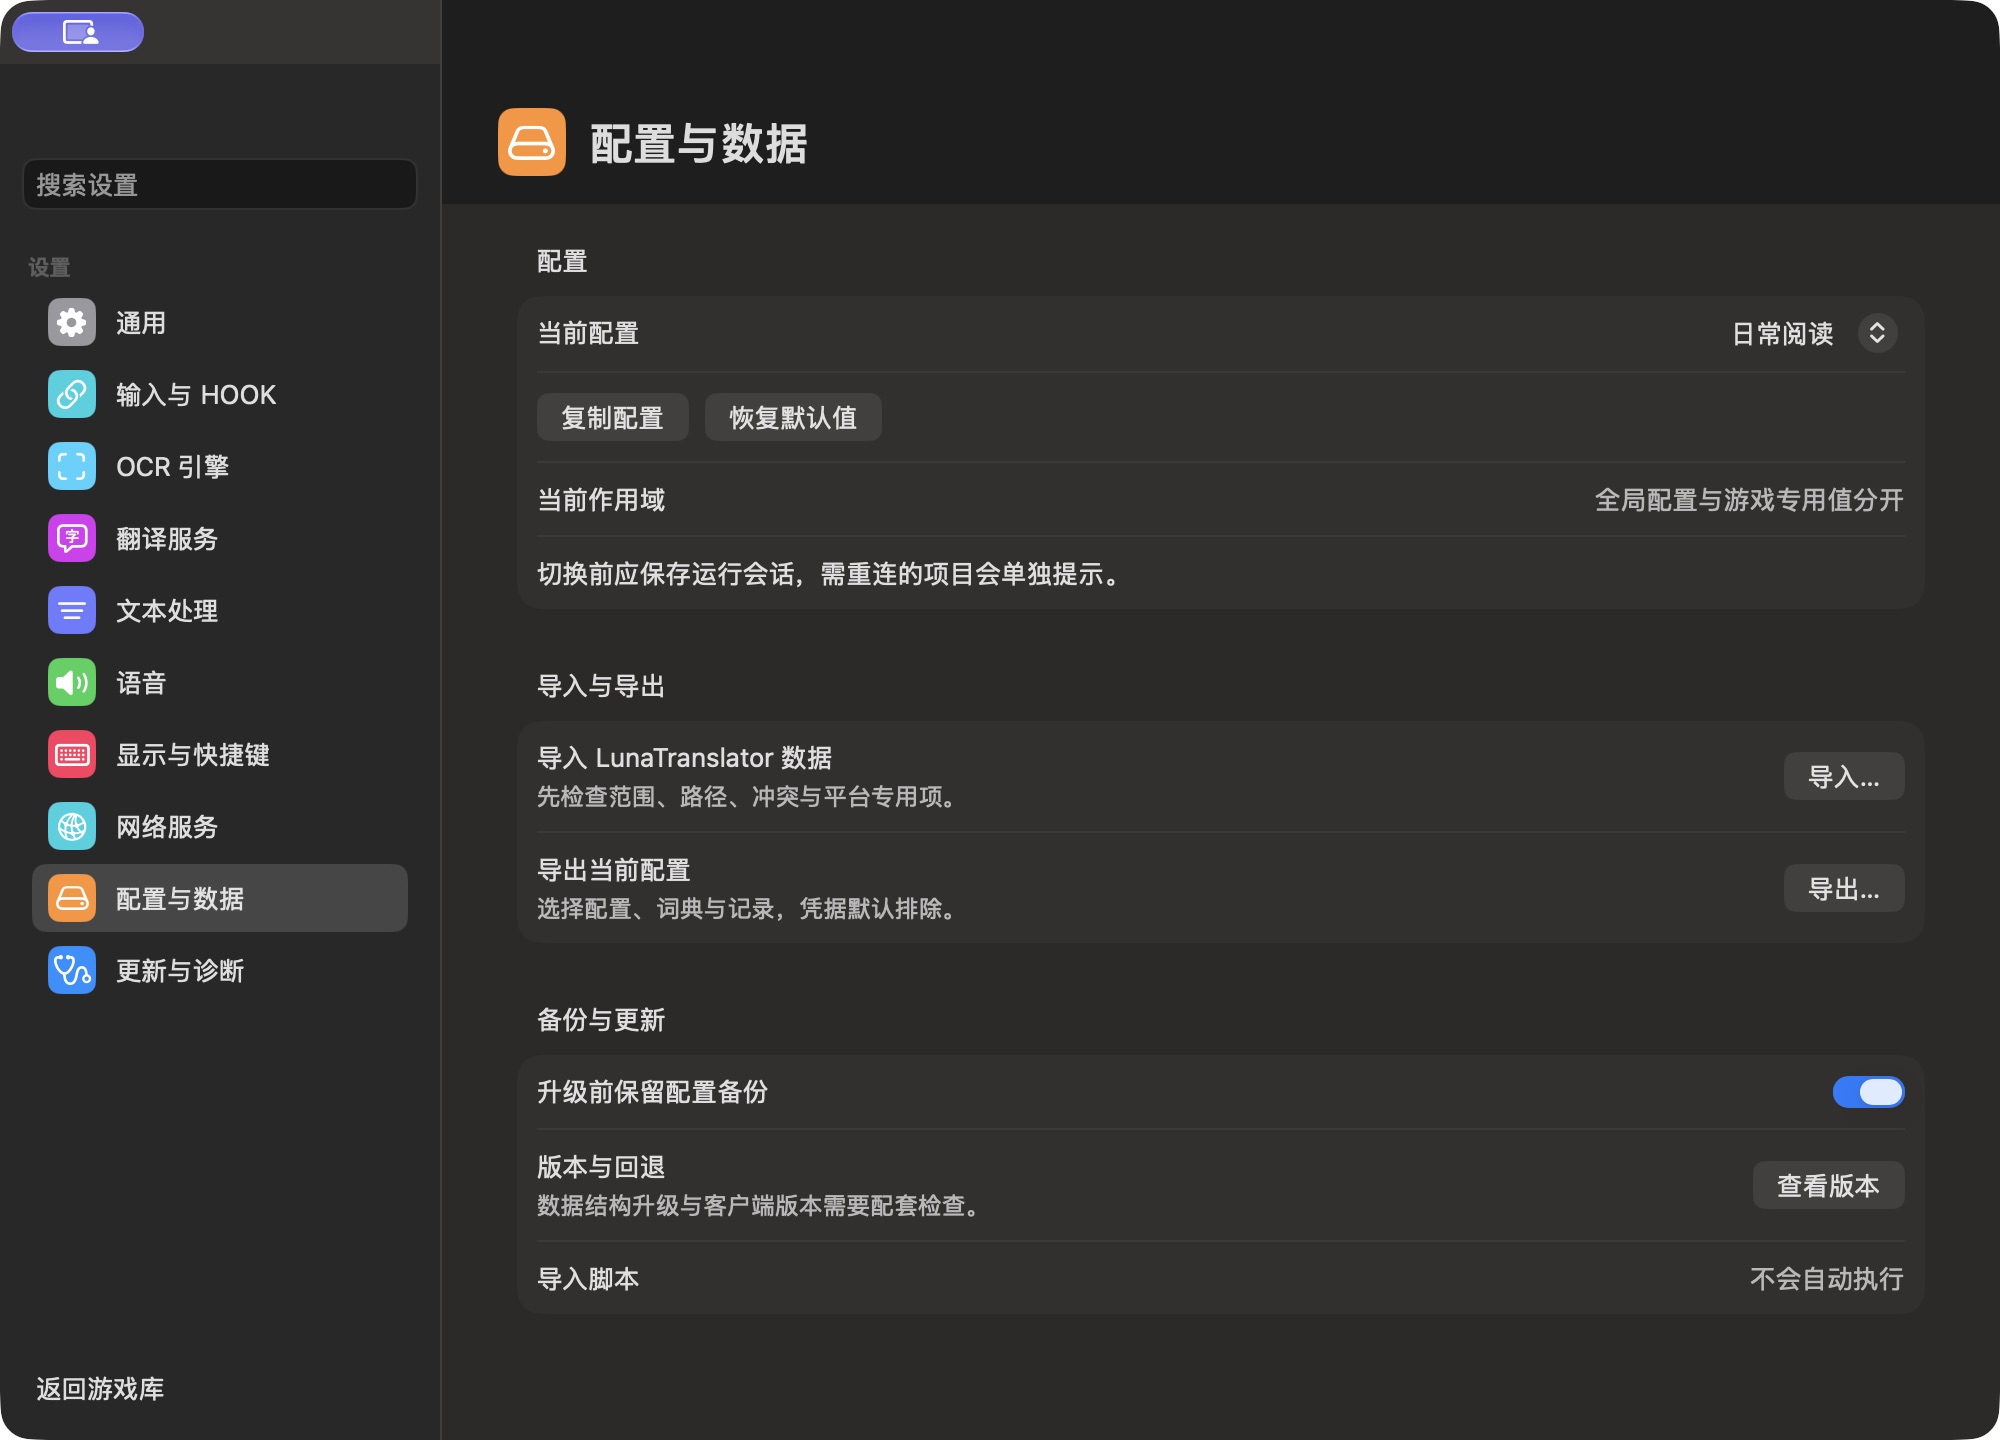 搜索设置
设置
通用
输入与 HOOK
OCR 引擎
字
翻译服务
文本处理
语音
显示与快捷键
网络服务
配置与数据
更新与诊断
返回游戏库
配置与数据
配置
当前配置
日常阅读
复制配置
恢复默认值
当前作用域
全局配置与游戏专用值分开
切换前应保存运行会话，需重连的项目会单独提示。
导入与导出
导入 LunaTranslator 数据
先检查范围、路径、冲突与平台专用项。
导入...
导出当前配置
选择配置、词典与记录，凭据默认排除。
导出...
备份与更新
升级前保留配置备份
版本与回退
数据结构升级与客户端版本需要配套检查。
查看版本
导入脚本
不会自动执行